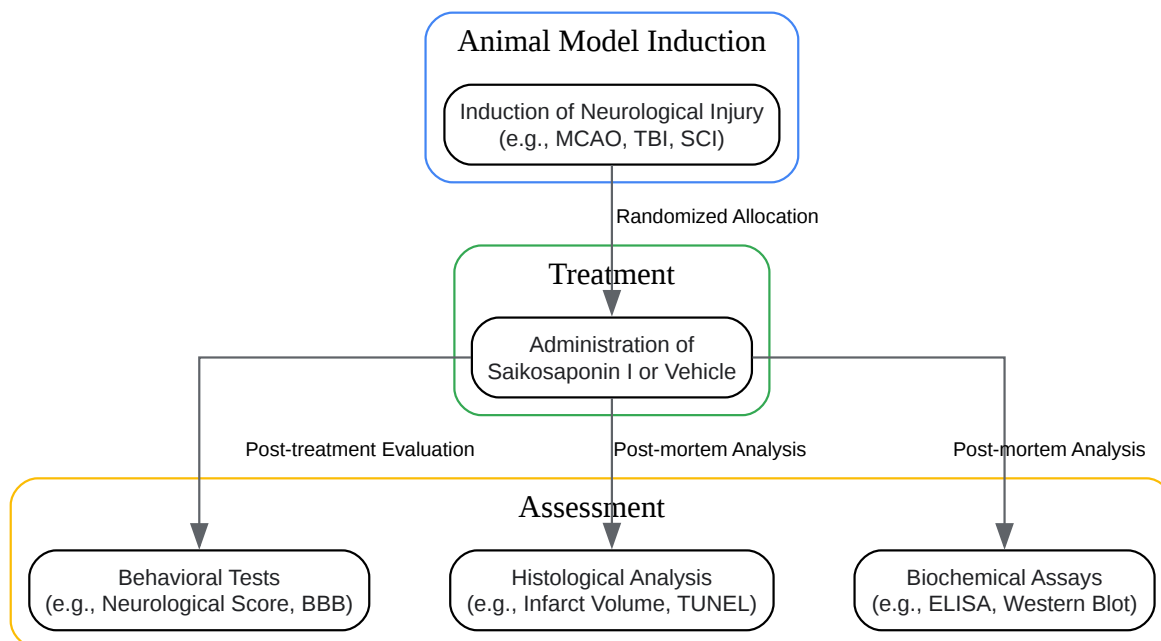 Animal Model Induction
Induction of Neurological Injury
(e.g., MCAO, TBI, SCI)
Randomized Allocation
Treatment
Administration of
Saikosaponin I or Vehicle
Post-treatment Evaluation
Post-mortem Analysis
Post-mortem Analysis
Assessment
Behavioral Tests
(e.g., Neurological Score, BBB)
Histological Analysis
(e.g., Infarct Volume, TUNEL)
Biochemical Assays
(e.g., ELISA, Western Blot)